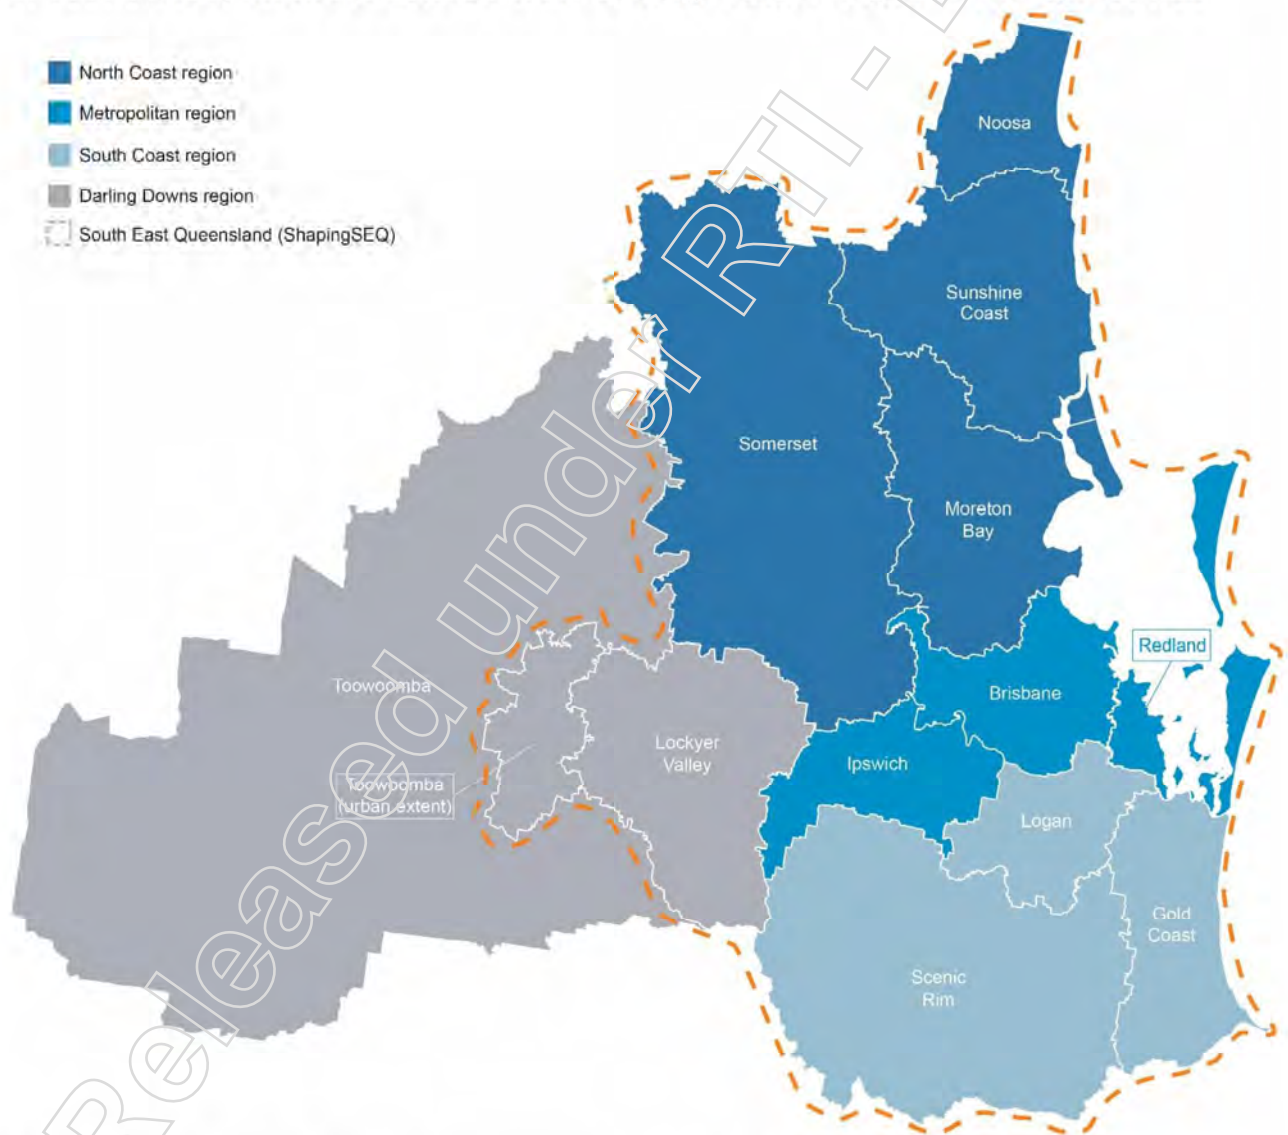 North Coast region
Metropolitan region
South Coast region
Darling Downs region
South East Queensland (ShapingSEQ)
Noosa
Sunshine
Coast
Somerset
Moreton
Bay
Redland
Brisbane
Toowoomba
Lockyer
Valley
Ipswich
Toowoomba
(urban extent)
Logan
Gold
Coast
Scenic
Rim
Released under RTI -